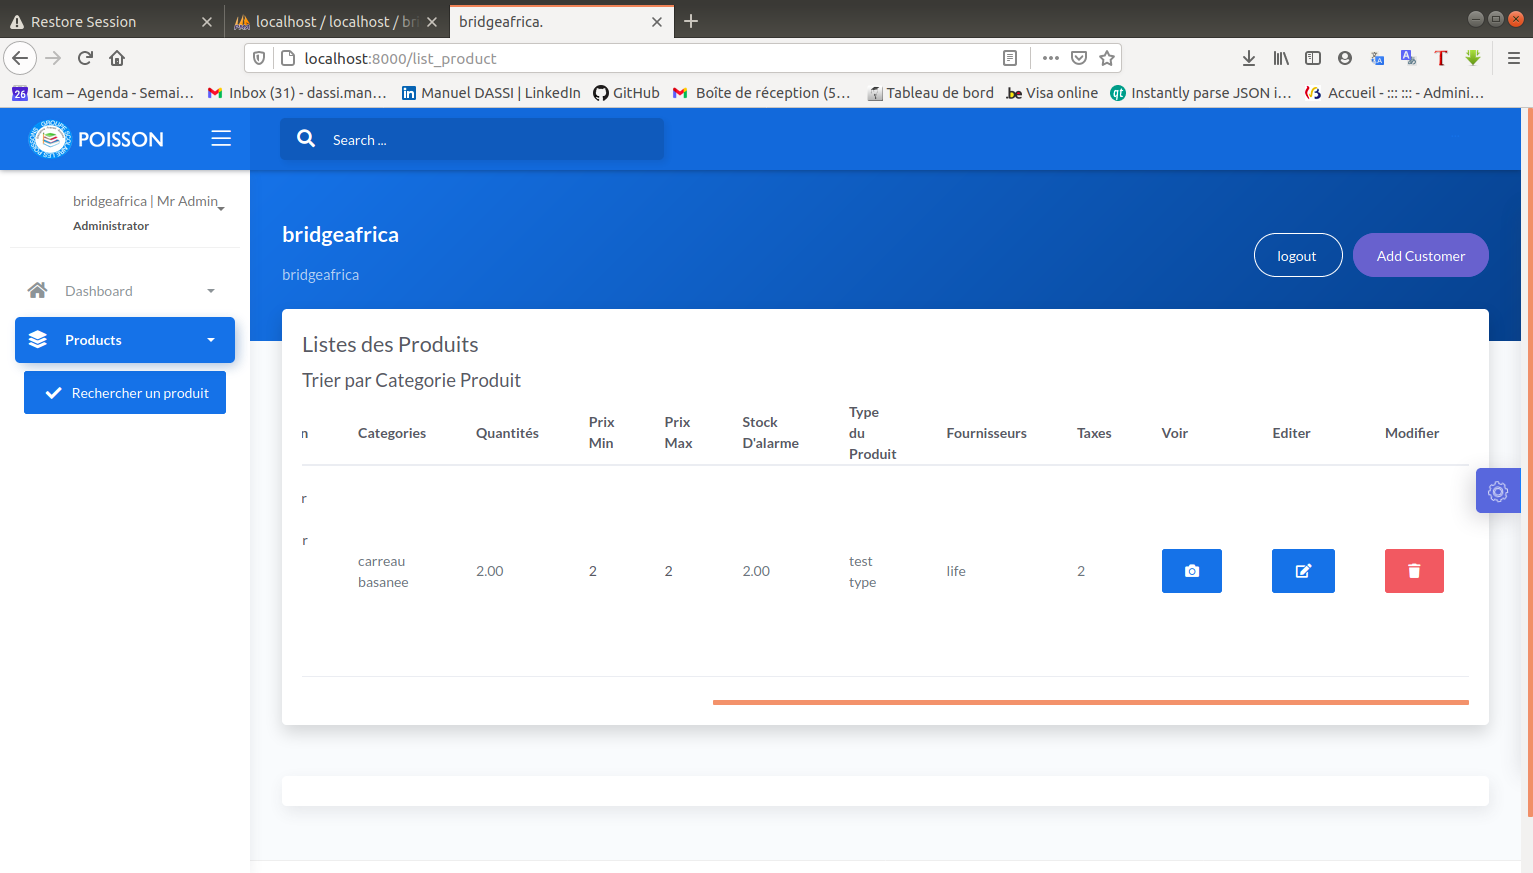 Restore Session
localhost / localhost / bri
bridgeafrica.
localhost:8000/list_product
26 Icam – Agenda - Semai…
Inbox (31) - dassi.man…
in Manuel DASSI | LinkedIn
GitHub
Boîte de réception (5…
Tableau de bord
.be Visa online
qt Instantly parse JSON i…
Accueil - ::: ::: - Admini…
POISSON
Search ...
bridgeafrica | Mr Admin
Administrator
Dashboard
Products
Rechercher un produit
bridgeafrica
bridgeafrica
logout
Add Customer
Listes des Produits
Trier par Categorie Produit
n Categories Quantités Prix Min Prix Max Stock D'alarme Type du Produit Fournisseurs Taxes Voir Editer Modifier
r
r
carreau basanee 2.00 2 2 2.00 test type life 2